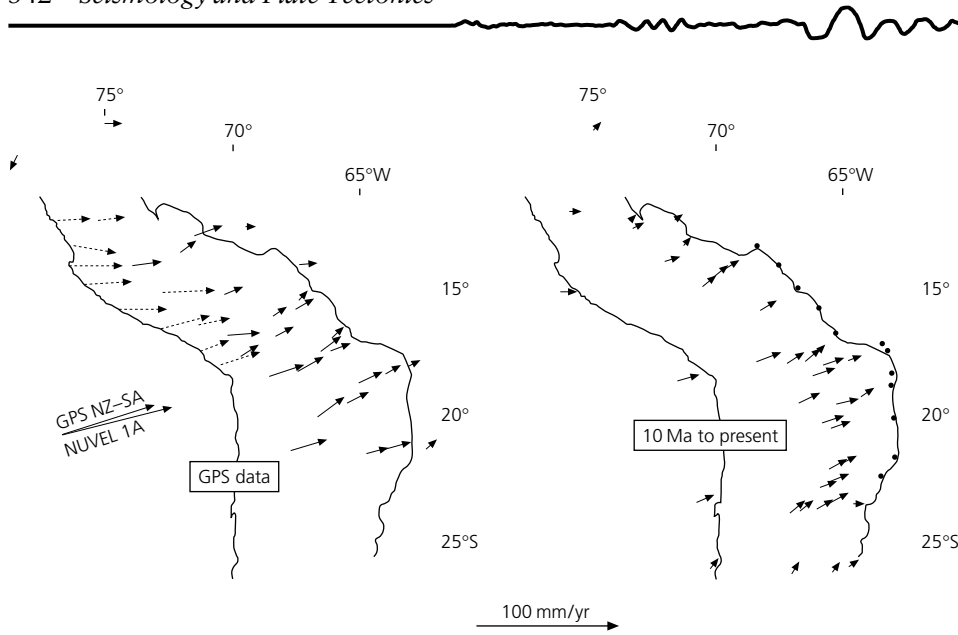 342 Seismology and Plate Tectonics
75°
70°
65°W
15°
20°
25°S
GPS NZ–SA
NUVEL 1A
GPS data
75°
70°
65°W
15°
20°
25°S
10 Ma to present
100 mm/yr